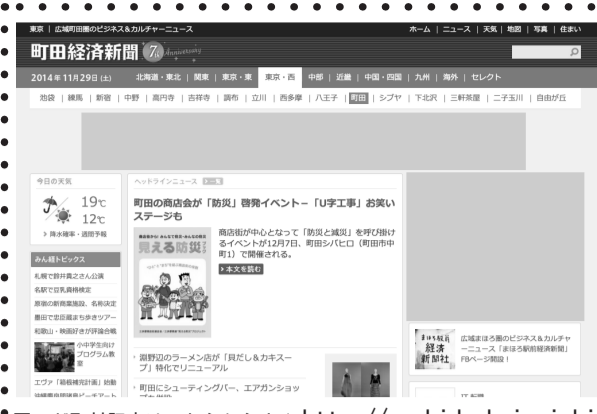 東京 | 広域町田圏のビジネス&カルチャーニュース
ホーム | ニュース | 天気 | 地図 | 写真 | 住まい
町田経済新聞 7th Anniversary
2014年11月29日(土)
北海道・東北 | 関東 | 東京・東 東京・西 中部 | 近畿 | 中国・四国 | 九州 | 海外 | セレクト
池袋 | 練馬 | 新宿 | 中野 | 高円寺 | 吉祥寺 | 調布 | 立川 | 西多摩 | 八王子 | 町田 | シブヤ | 下北沢 | 三軒茶屋 | 二子玉川 | 自由が丘
今日の天気
19℃
12℃
> 降水確率・週間予報
みん経トピックス
札幌で鈴井貴之さん公演
名駅で豆乳資格検定
原宿の新商業施設、名称決定
墨田で忠臣蔵まち歩きツアー
和歌山・映画好きが評論合戦
小中学生向け
プログラム教
室
エヴァ「箱根補完計画」始動
ヘッドラインニュース 一覧
町田の商店会が「防災」啓発イベント−「U字工事」お笑い
ステージも
見える防災
商店街が中心となって「防災と減災」を呼び掛け
るイベントが12月7日、町田シバヒロ(町田市中
町1)で開催される。
本文を読む
淵野辺のラーメン店が「貝だし&カキスー
プ」特化でリニューアル
町田にシューティングバー、エアガンショッ
まほろ駅前
経済
新聞社
広域まほろ圏のビジネス&カルチャ
ーニュース「まほろ駅前経済新聞」
FBページ開設!